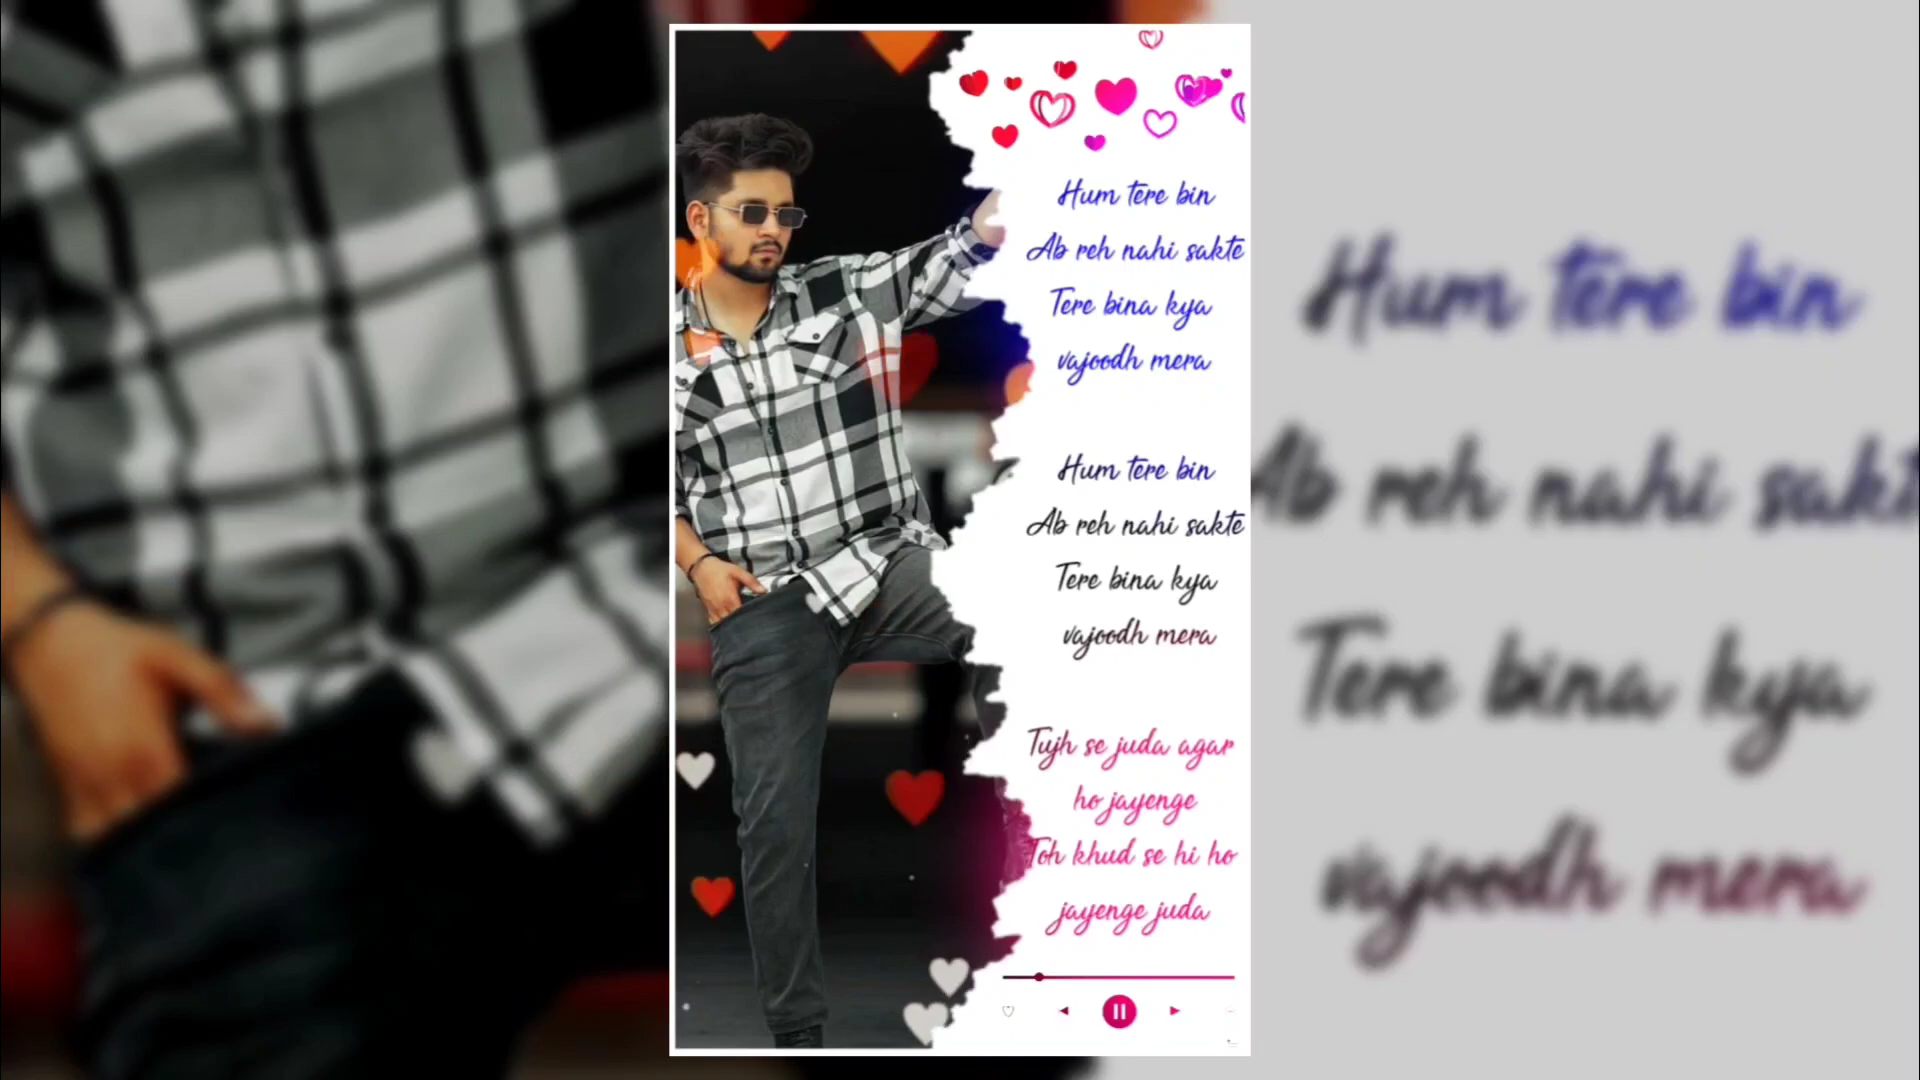 Hum tere bin
Ab reh nahi sakte
Tere bina kya
vajoodh mera
Hum tere bin
Ab reh nahi sakte
Tere bina kya
vajoodh mera
Tujh se juda agar
ho jayenge
Toh khud se hi ho
jayenge juda
Hum tere bin
Ab reh nahi sakt
Tere bina kya
vajoodh mera